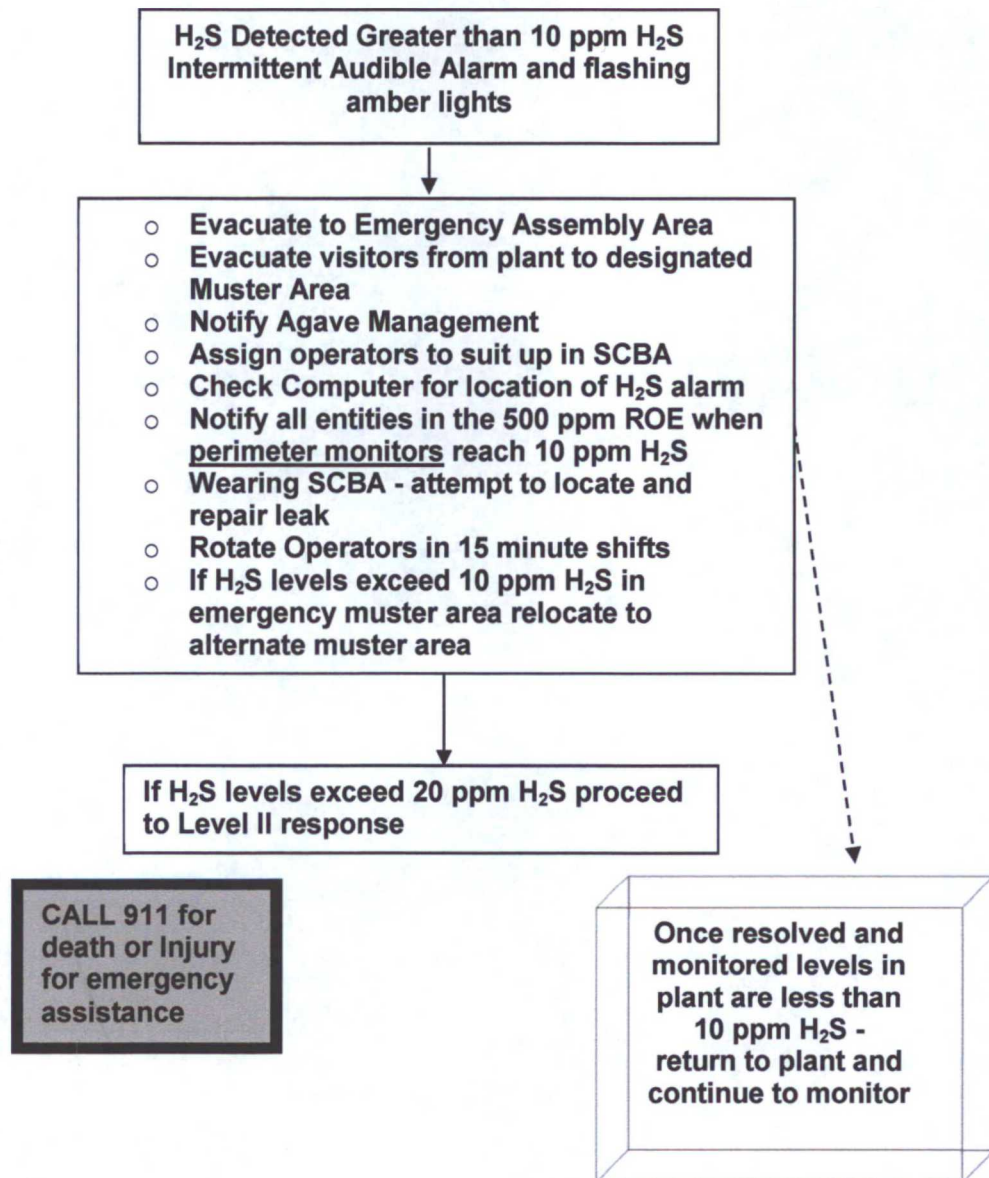 H₂S Detected Greater than 10 ppm H₂S
Intermittent Audible Alarm and flashing
amber lights
○ Evacuate to Emergency Assembly Area
○ Evacuate visitors from plant to designated
Muster Area
○ Notify Agave Management
○ Assign operators to suit up in SCBA
○ Check Computer for location of H₂S alarm
○ Notify all entities in the 500 ppm ROE when
perimeter monitors reach 10 ppm H₂S
○ Wearing SCBA - attempt to locate and
repair leak
○ Rotate Operators in 15 minute shifts
○ If H₂S levels exceed 10 ppm H₂S in
emergency muster area relocate to
alternate muster area
If H₂S levels exceed 20 ppm H₂S proceed
to Level II response
CALL 911 for
death or Injury
for emergency
assistance
Once resolved and
monitored levels in
plant are less than
10 ppm H₂S -
return to plant and
continue to monitor